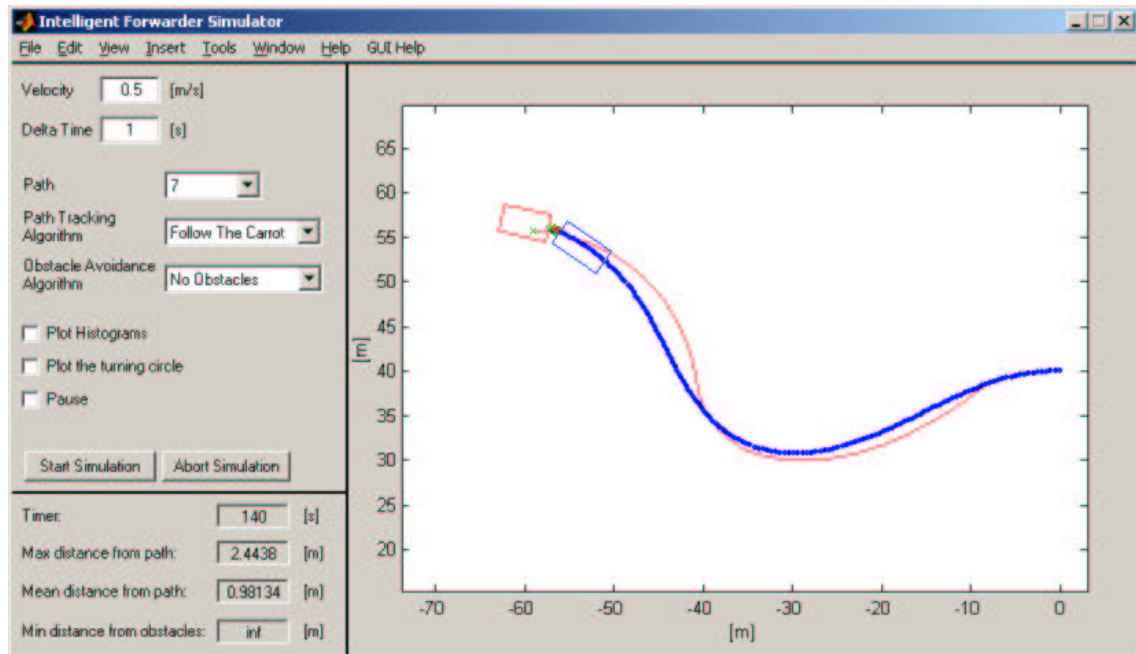 Intelligent Forwarder Simulator
File Edit View Insert Tools Window Help GUI Help
Velocity 0.5 [m/s]
Delta Time 1 [s]
Path 7
Path Tracking
Algorithm Follow The Carrot
Obstacle Avoidance
Algorithm No Obstacles
Plot Histograms
Plot the turning circle
Pause
Start Simulation Abort Simulation
Timer: 140 [s]
Max distance from path: 2.4438 [m]
Mean distance from path: 0.98134 [m]
Min distance from obstacles: inf [m]
65
60
55
50
45
40
35
30
25
20
[m]
-70 -60 -50 -40 -30 -20 -10 0
[m]